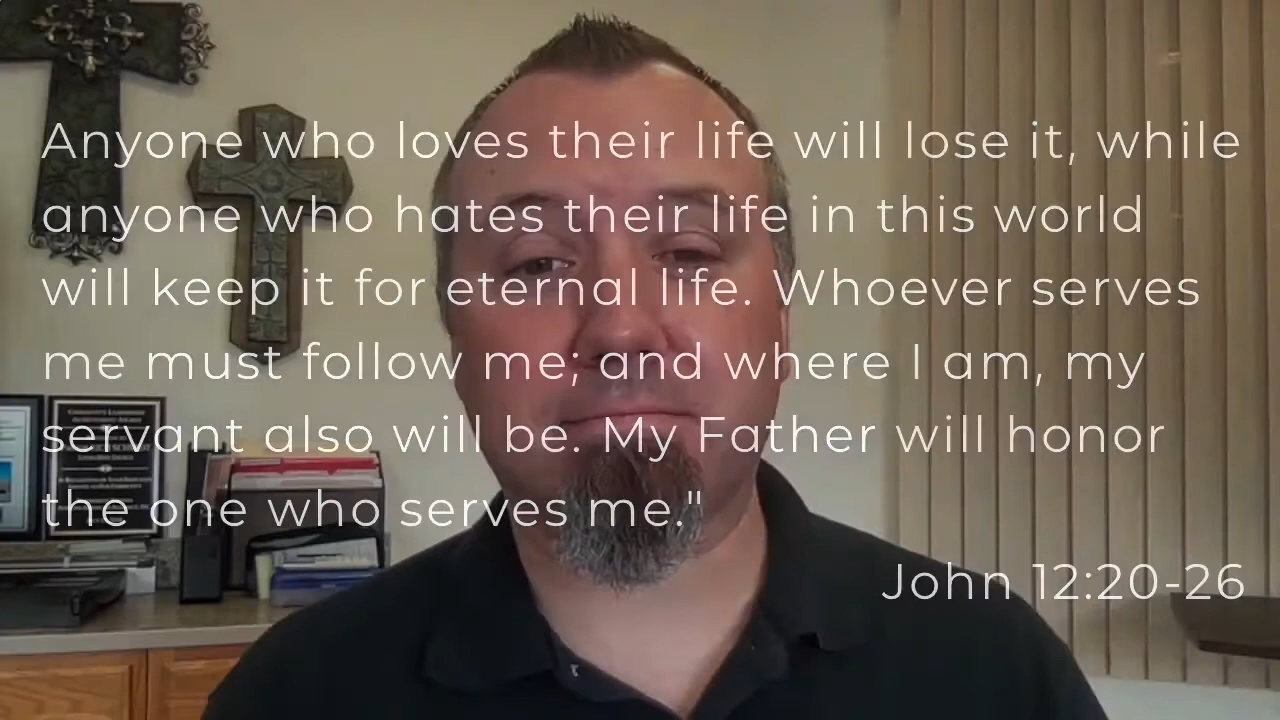 Anyone who loves their life will lose it, while
anyone who hates their life in this world
will keep it for eternal life. Whoever serves
me must follow me; and where I am, my
servant also will be. My Father will honor
the one who serves me."
John 12:20-26